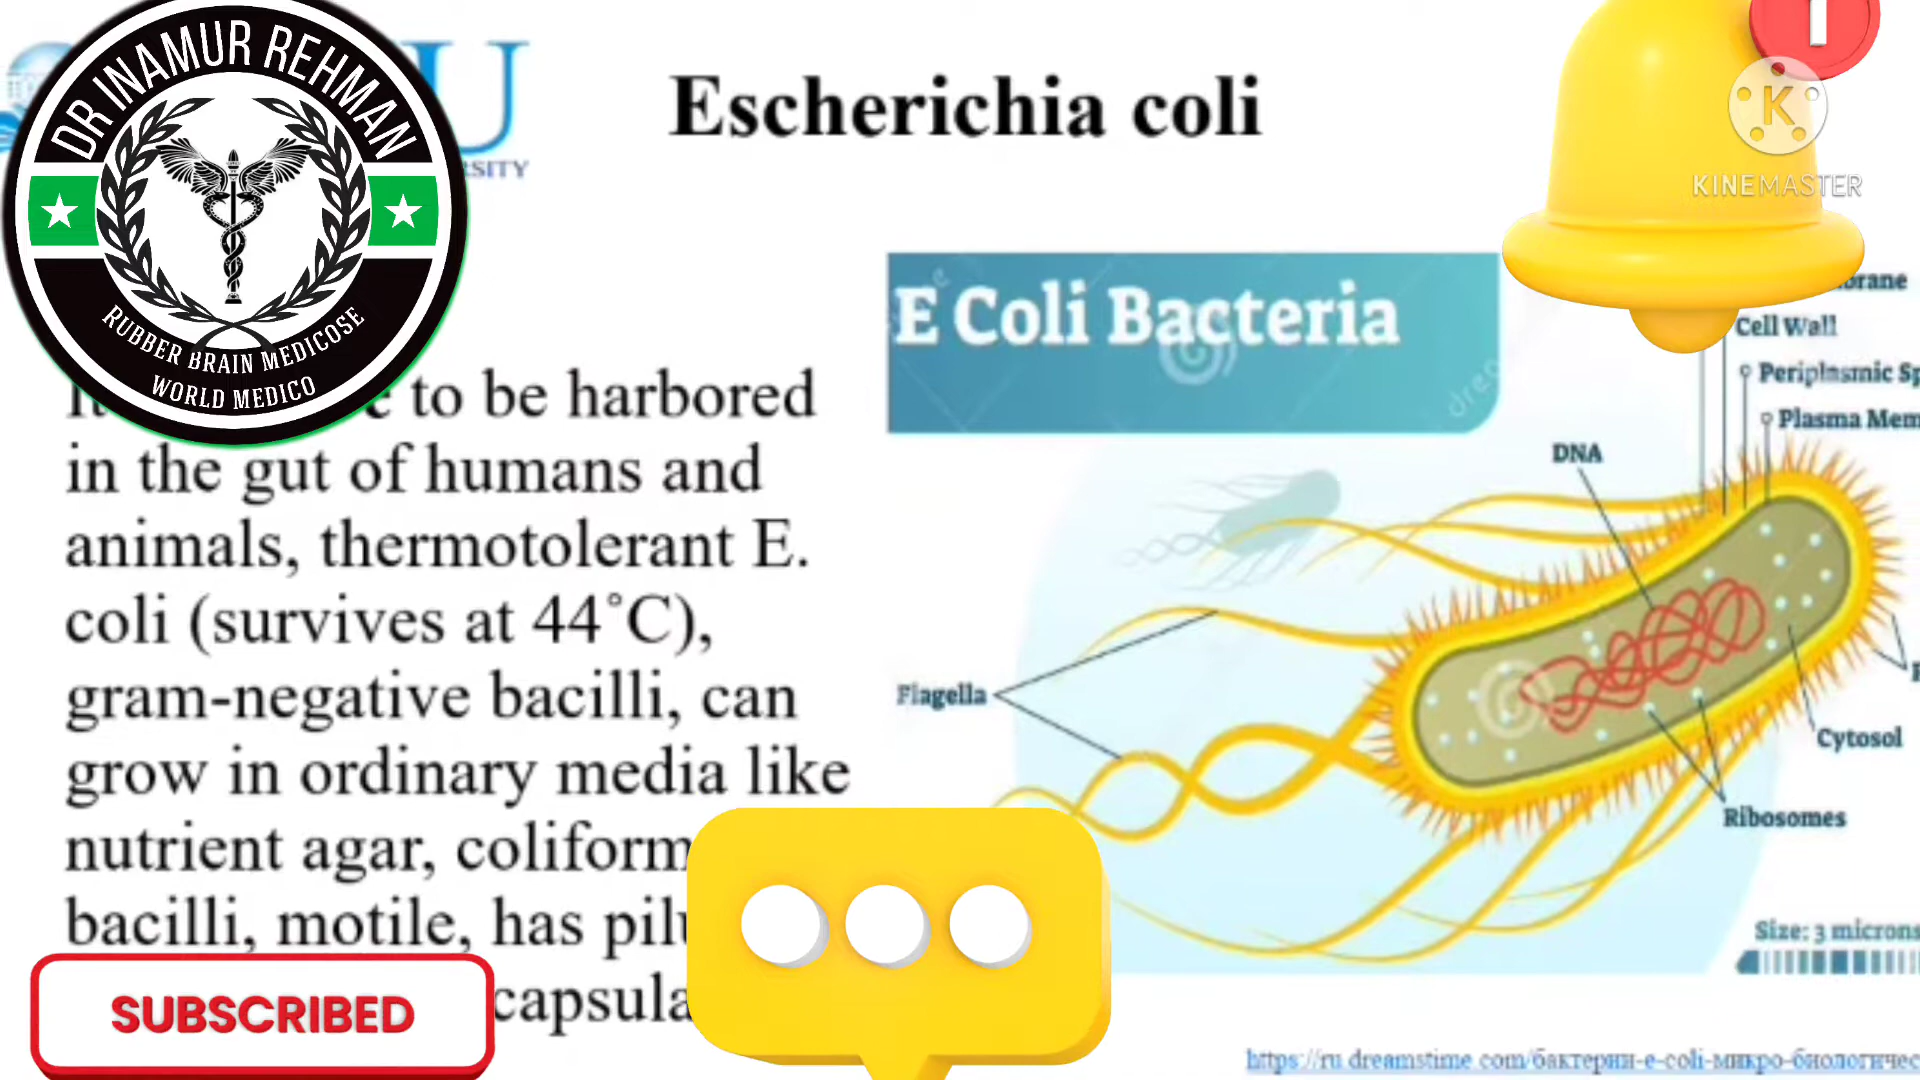 DR INAMUR REHMAN
RUBBER BRAIN MEDICOSE
WORLD MEDICO
U
RSITY
Escherichia coli
1
K
KINEMASTER
to be harbored
in the gut of humans and
animals, thermotolerant E.
coli (survives at 44˚C),
gram-negative bacilli, can
grow in ordinary media like
nutrient agar, coliform
bacilli, motile, has pil
capsula
SUBSCRIBED
E Coli Bacteria
brane
Cell Wall
Periplasmic Sp
Plasma Mem
DNA
Flagella
Cytosol
Ribosomes
Size: 3 microns
https://ru.dreamstime.com/бактерии-e-coli-микро-биологичес